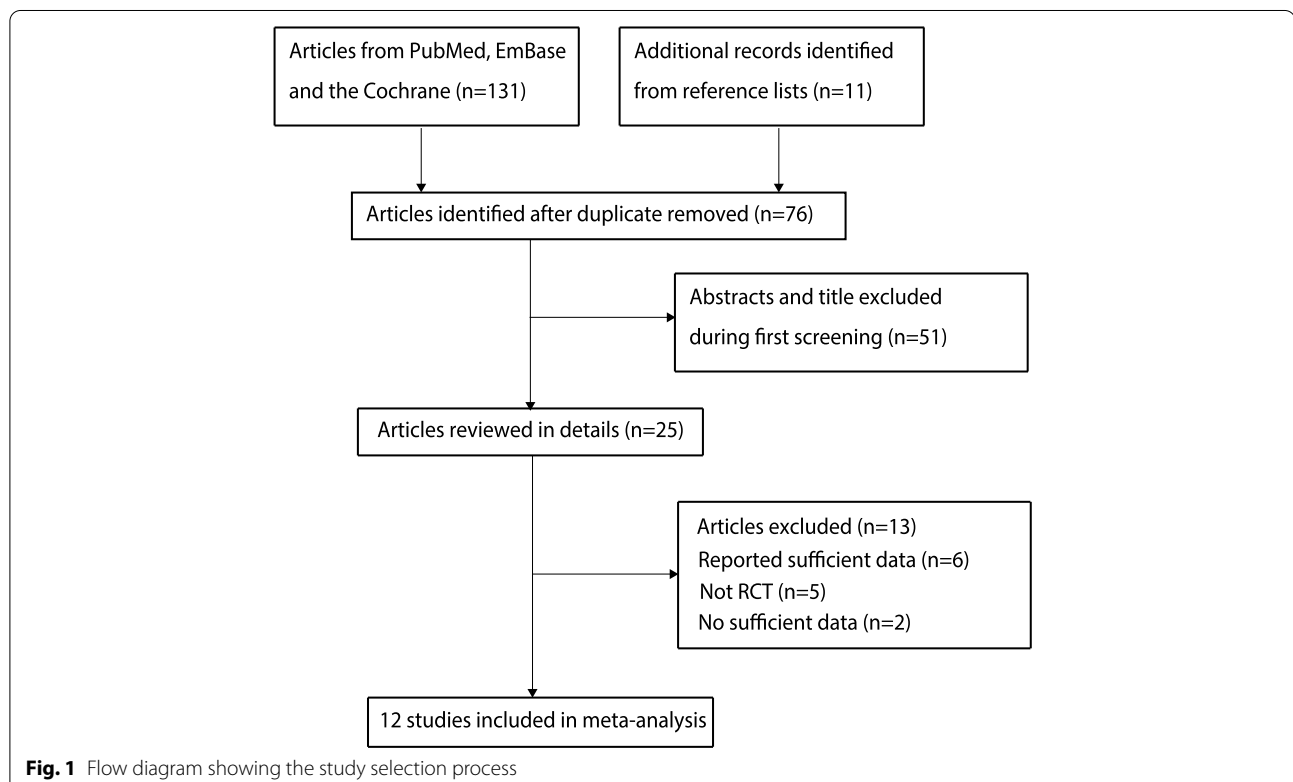 Articles from PubMed, EmBase
and the Cochrane (n=131)
Additional records identified
from reference lists (n=11)
Articles identified after duplicate removed (n=76)
Abstracts and title excluded
during first screening (n=51)
Articles reviewed in details (n=25)
Articles excluded (n=13)
Reported sufficient data (n=6)
Not RCT (n=5)
No sufficient data (n=2)
12 studies included in meta-analysis
Fig. 1 Flow diagram showing the study selection process